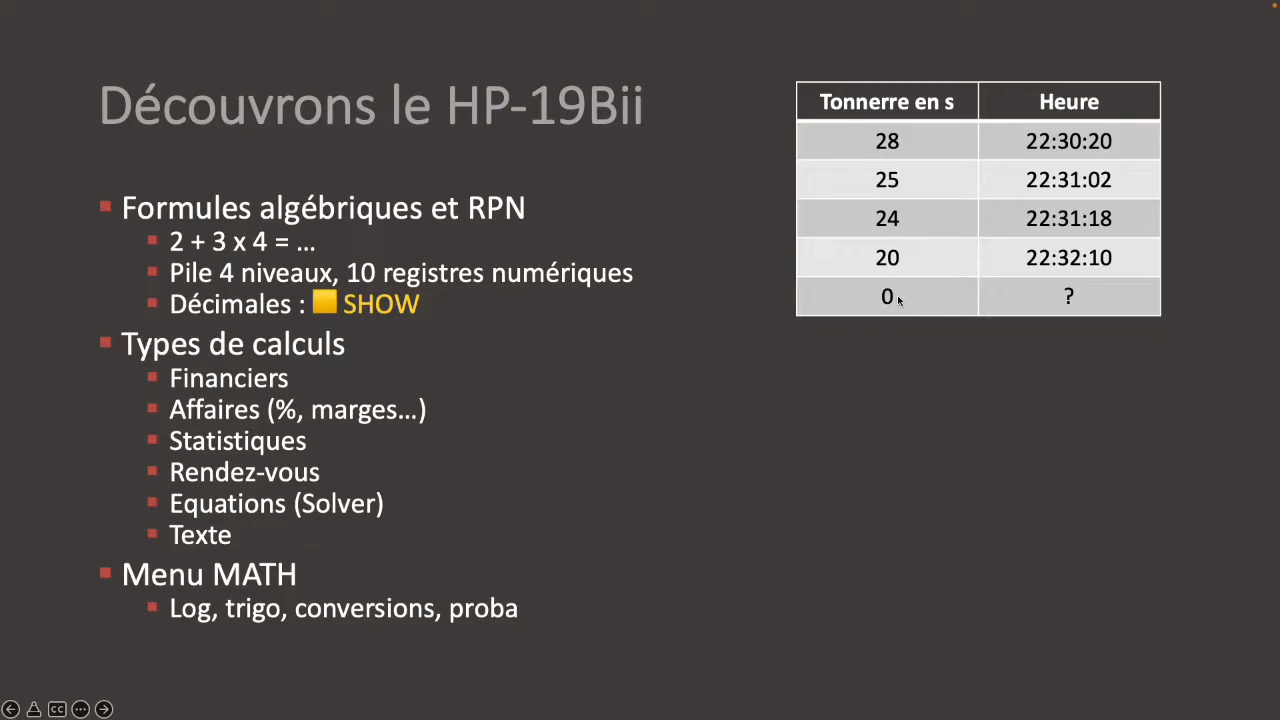 Découvrons le HP-19Bii
Formules algébriques et RPN
2 + 3 x 4 = …
Pile 4 niveaux, 10 registres numériques
Décimales : SHOW
Types de calculs
Financiers
Affaires (%, marges…)
Statistiques
Rendez-vous
Equations (Solver)
Texte
Menu MATH
Log, trigo, conversions, proba
Tonnerre en s Heure
28 22:30:20
25 22:31:02
24 22:31:18
20 22:32:10
0 ?
CC